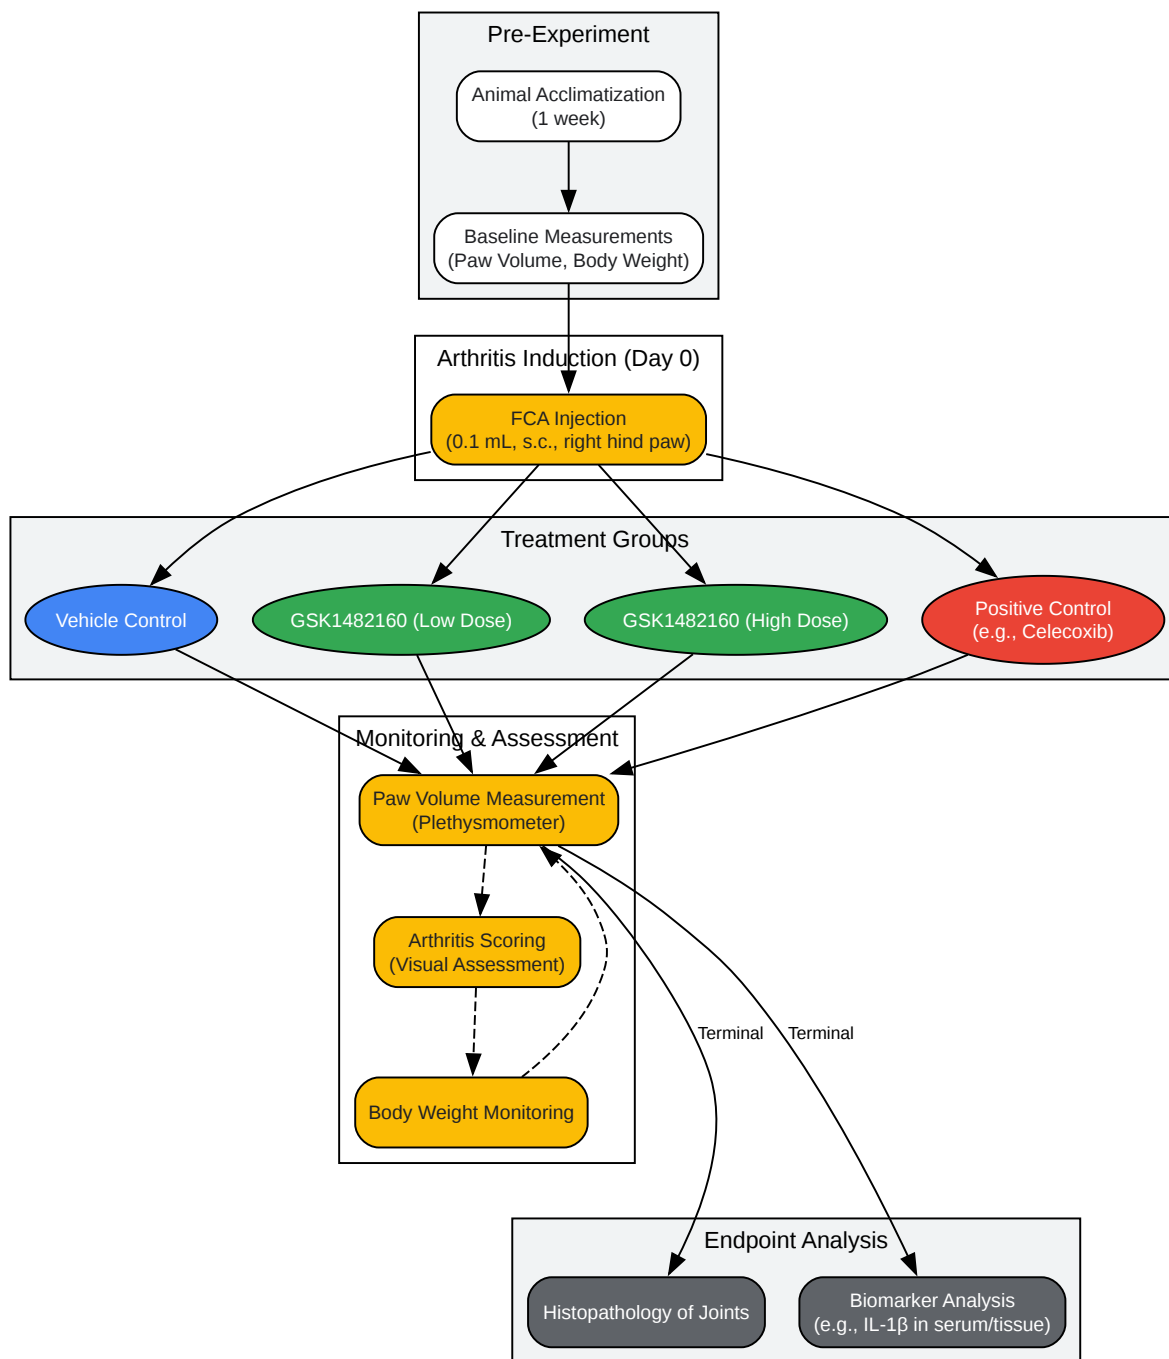 Pre-Experiment
Animal Acclimatization
(1 week)
Baseline Measurements
(Paw Volume, Body Weight)
Arthritis Induction (Day 0)
FCA Injection
(0.1 mL, s.c., right hind paw)
Treatment Groups
Vehicle Control
GSK1482160 (Low Dose)
GSK1482160 (High Dose)
Positive Control
(e.g., Celecoxib)
Monitoring & Assessment
Paw Volume Measurement
(Plethysmometer)
Arthritis Scoring
(Visual Assessment)
Terminal
Terminal
Body Weight Monitoring
Endpoint Analysis
Histopathology of Joints
Biomarker Analysis
(e.g., IL-1β in serum/tissue)